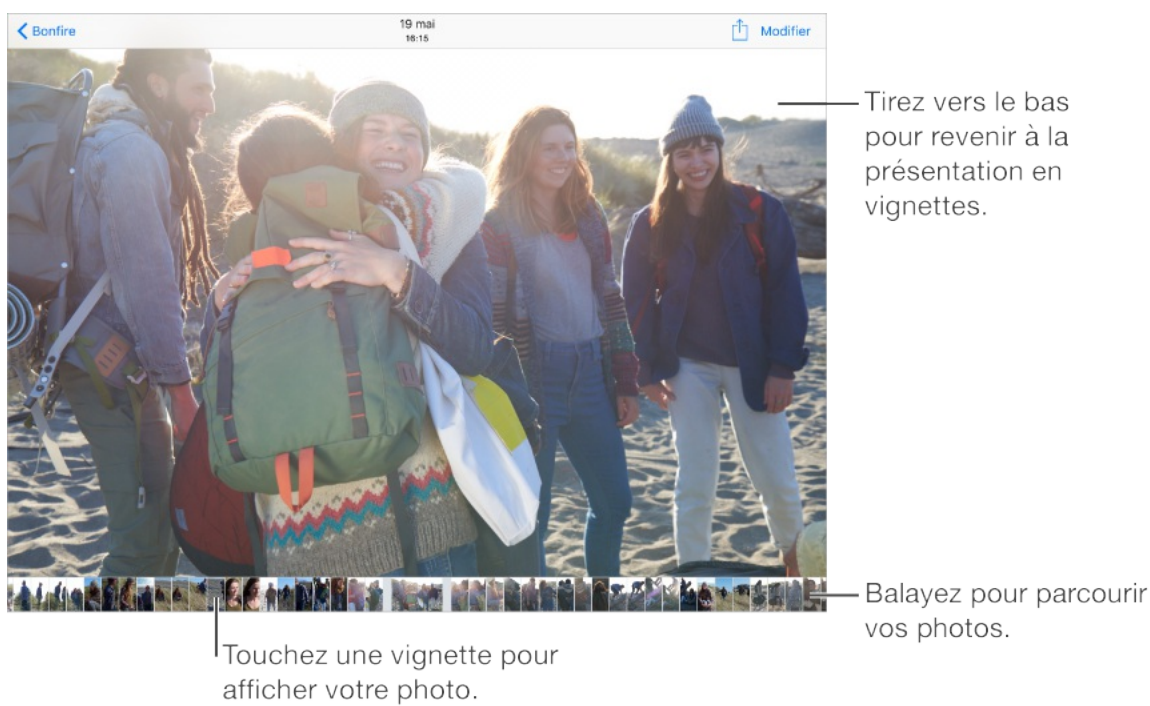 Bonfire
19 mai
16:15
Modifier
Tirez vers le bas
pour revenir à la
présentation en
vignettes.
Balayez pour parcourir
vos photos.
Touchez une vignette pour
afficher votre photo.